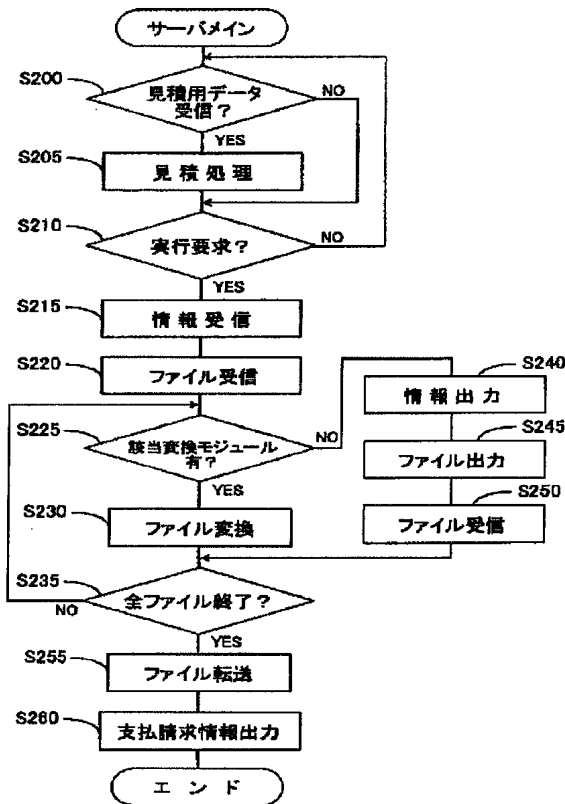 サーバメイン
S200
見積用データ
受信？
NO
YES
S205
見積処理
S210
実行要求？
NO
YES
S215
情報受信
S220
ファイル受信
S225
該当変換モジュール
有？
NO
YES
S230
ファイル変換
S240
情報出力
S245
ファイル出力
S250
ファイル受信
S235
全ファイル終了？
NO
YES
S255
ファイル転送
S260
支払請求情報出力
エンド